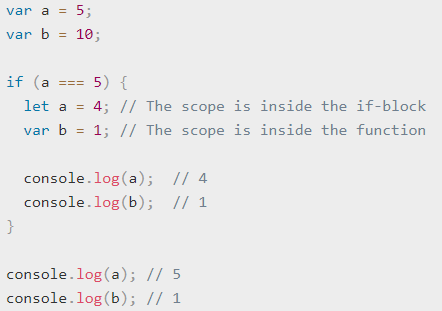 var a = 5;
var b = 10;

if (a === 5) {
  let a = 4; // The scope is inside the if-block
  var b = 1; // The scope is inside the function

  console.log(a);  // 4
  console.log(b);  // 1
}

console.log(a); // 5
console.log(b); // 1